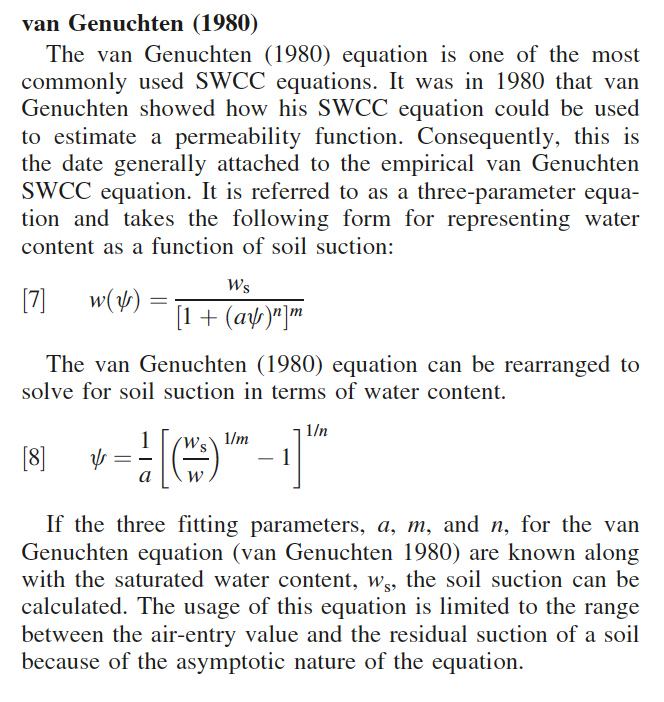 van Genuchten (1980)
The van Genuchten (1980) equation is one of the most
commonly used SWCC equations. It was in 1980 that van
Genuchten showed how his SWCC equation could be used
to estimate a permeability function. Consequently, this is
the date generally attached to the empirical van Genuchten
SWCC equation. It is referred to as a three-parameter equa-
tion and takes the following form for representing water
content as a function of soil suction:
[7] w(ψ) = w_s / [1 + (aψ)^n]^m
The van Genuchten (1980) equation can be rearranged to
solve for soil suction in terms of water content.
[8] ψ = 1/a [(w_s/w)^{1/m} − 1]^{1/n}
If the three fitting parameters, a, m, and n, for the van
Genuchten equation (van Genuchten 1980) are known along
with the saturated water content, w_s, the soil suction can be
calculated. The usage of this equation is limited to the range
between the air-entry value and the residual suction of a soil
because of the asymptotic nature of the equation.